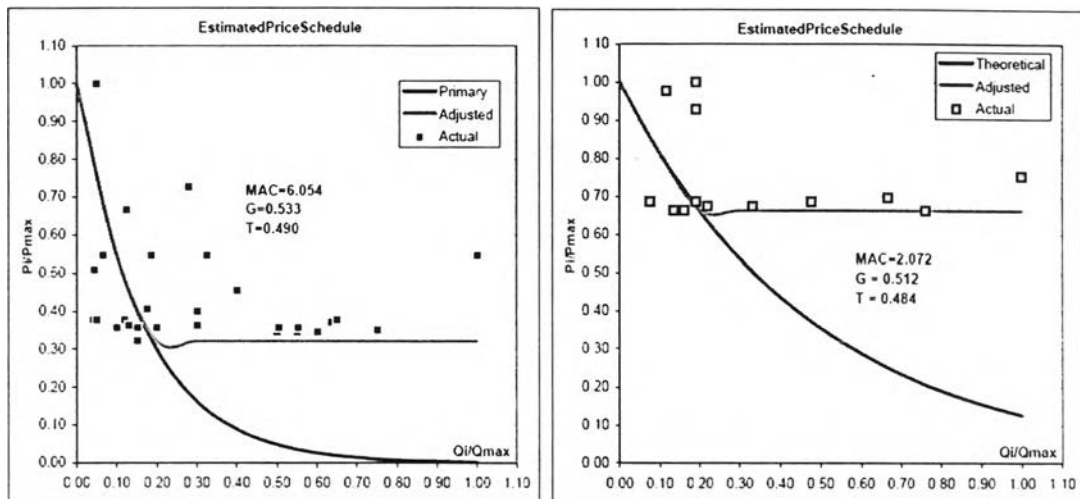 EstimatedPriceSchedule
1.10
1.00
0.90
0.80
0.70
0.60
0.50
0.40
0.30
0.20
0.10
0.00
Pi/Pmax
Primary
Adjusted
Actual
MAC=6.054
G=0.533
T=0.490
Qi/Qmax
0.00 0.10 0.20 0.30 0.40 0.50 0.60 0.70 0.80 0.90 1.00 1.10
EstimatedPriceSchedule
1.10
1.00
0.90
0.80
0.70
0.60
0.50
0.40
0.30
0.20
0.10
0.00
Pi/Pmax
Theoretical
Adjusted
Actual
MAC=2.072
G = 0.512
T = 0.484
Qi/Qmax
0.00 0.10 0.20 0.30 0.40 0.50 0.60 0.70 0.80 0.90 1.00 1.10